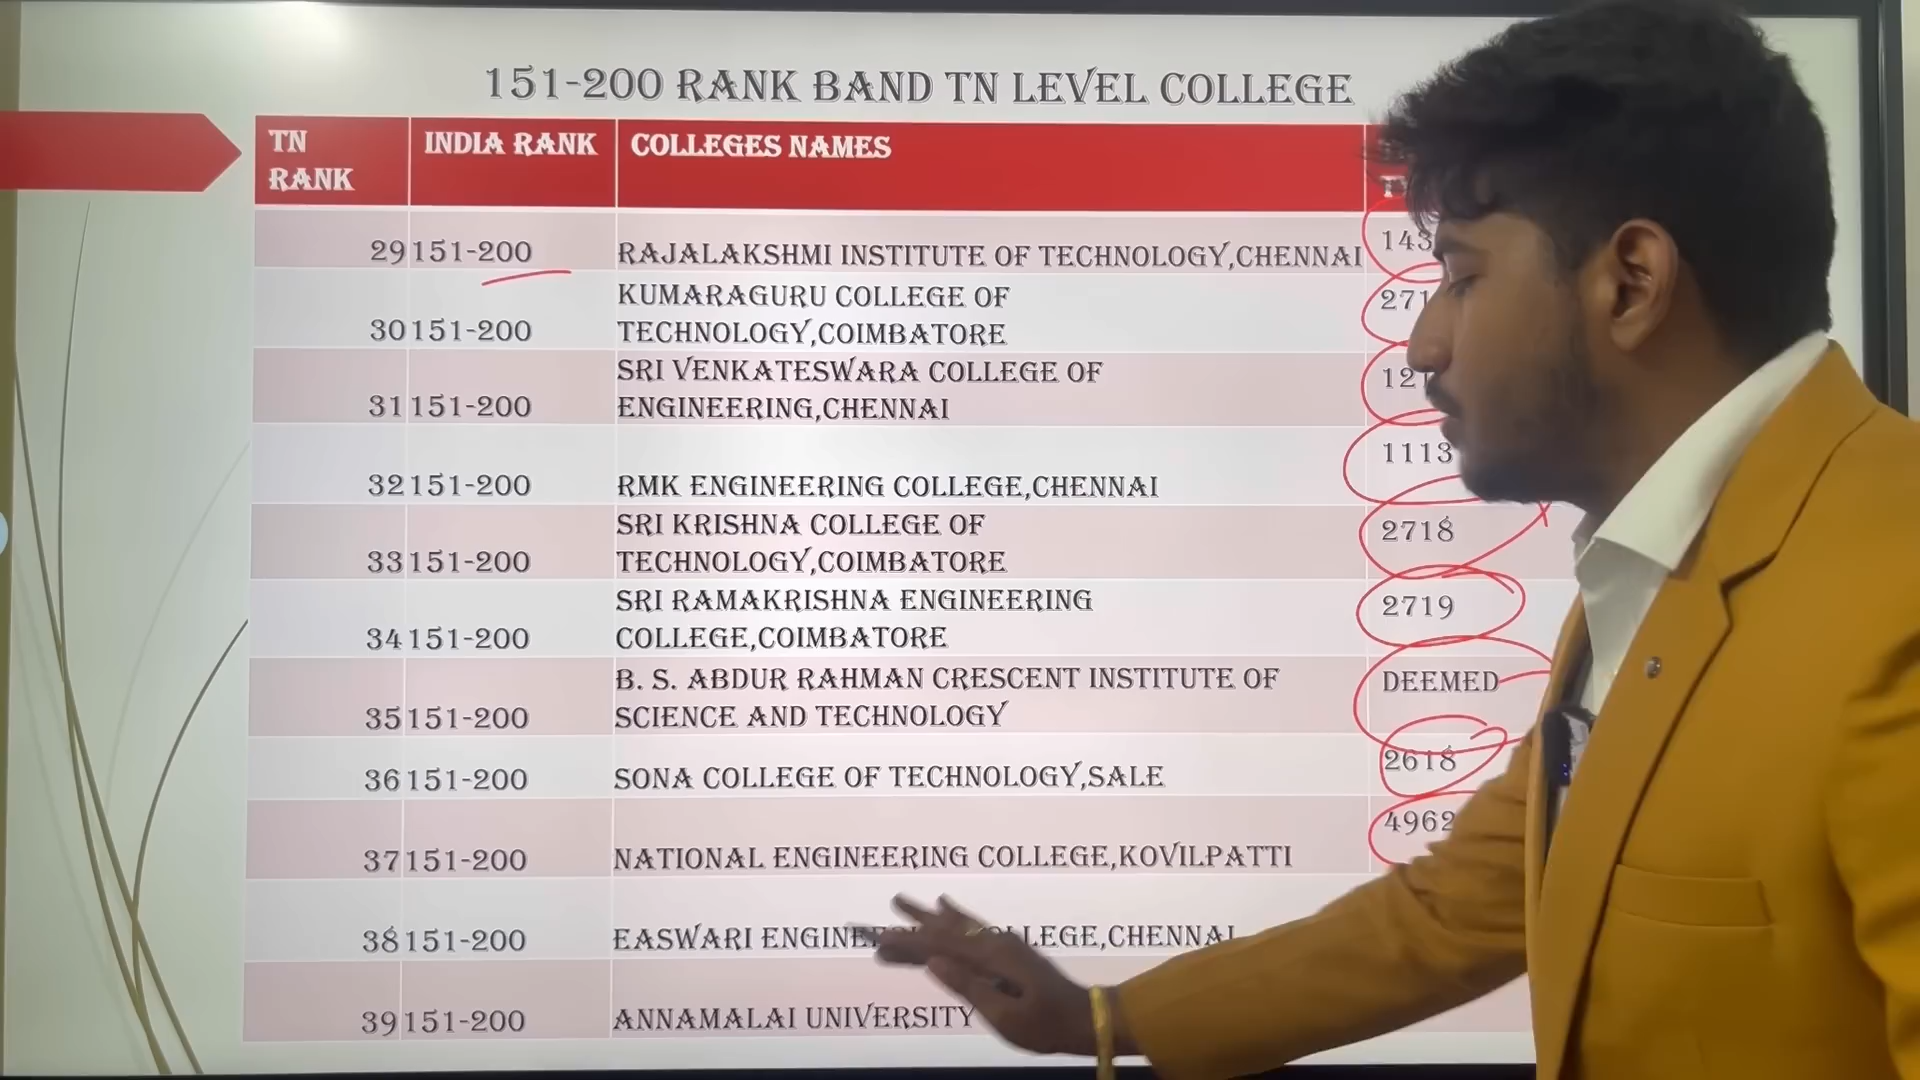 151-200 RANK BAND TN LEVEL COLLEGE
TN
RANK
INDIA RANK
COLLEGES NAMES
29 151-200 RAJALAKSHMI INSTITUTE OF TECHNOLOGY,CHENNAI
30 151-200 KUMARAGURU COLLEGE OF
TECHNOLOGY,COIMBATORE
31 151-200 SRI VENKATESWARA COLLEGE OF
ENGINEERING,CHENNAI
32 151-200 RMK ENGINEERING COLLEGE,CHENNAI 1113
33 151-200 SRI KRISHNA COLLEGE OF
TECHNOLOGY,COIMBATORE 2718
34 151-200 SRI RAMAKRISHNA ENGINEERING
COLLEGE,COIMBATORE 2719
35 151-200 B. S. ABDUR RAHMAN CRESCENT INSTITUTE OF
SCIENCE AND TECHNOLOGY DEEMED
36 151-200 SONA COLLEGE OF TECHNOLOGY,SALE 2618
37 151-200 NATIONAL ENGINEERING COLLEGE,KOVILPATTI 4962
38 151-200 EASWARI CHENNAI
39 151-200 ANNAMALAI UNIVERSITY